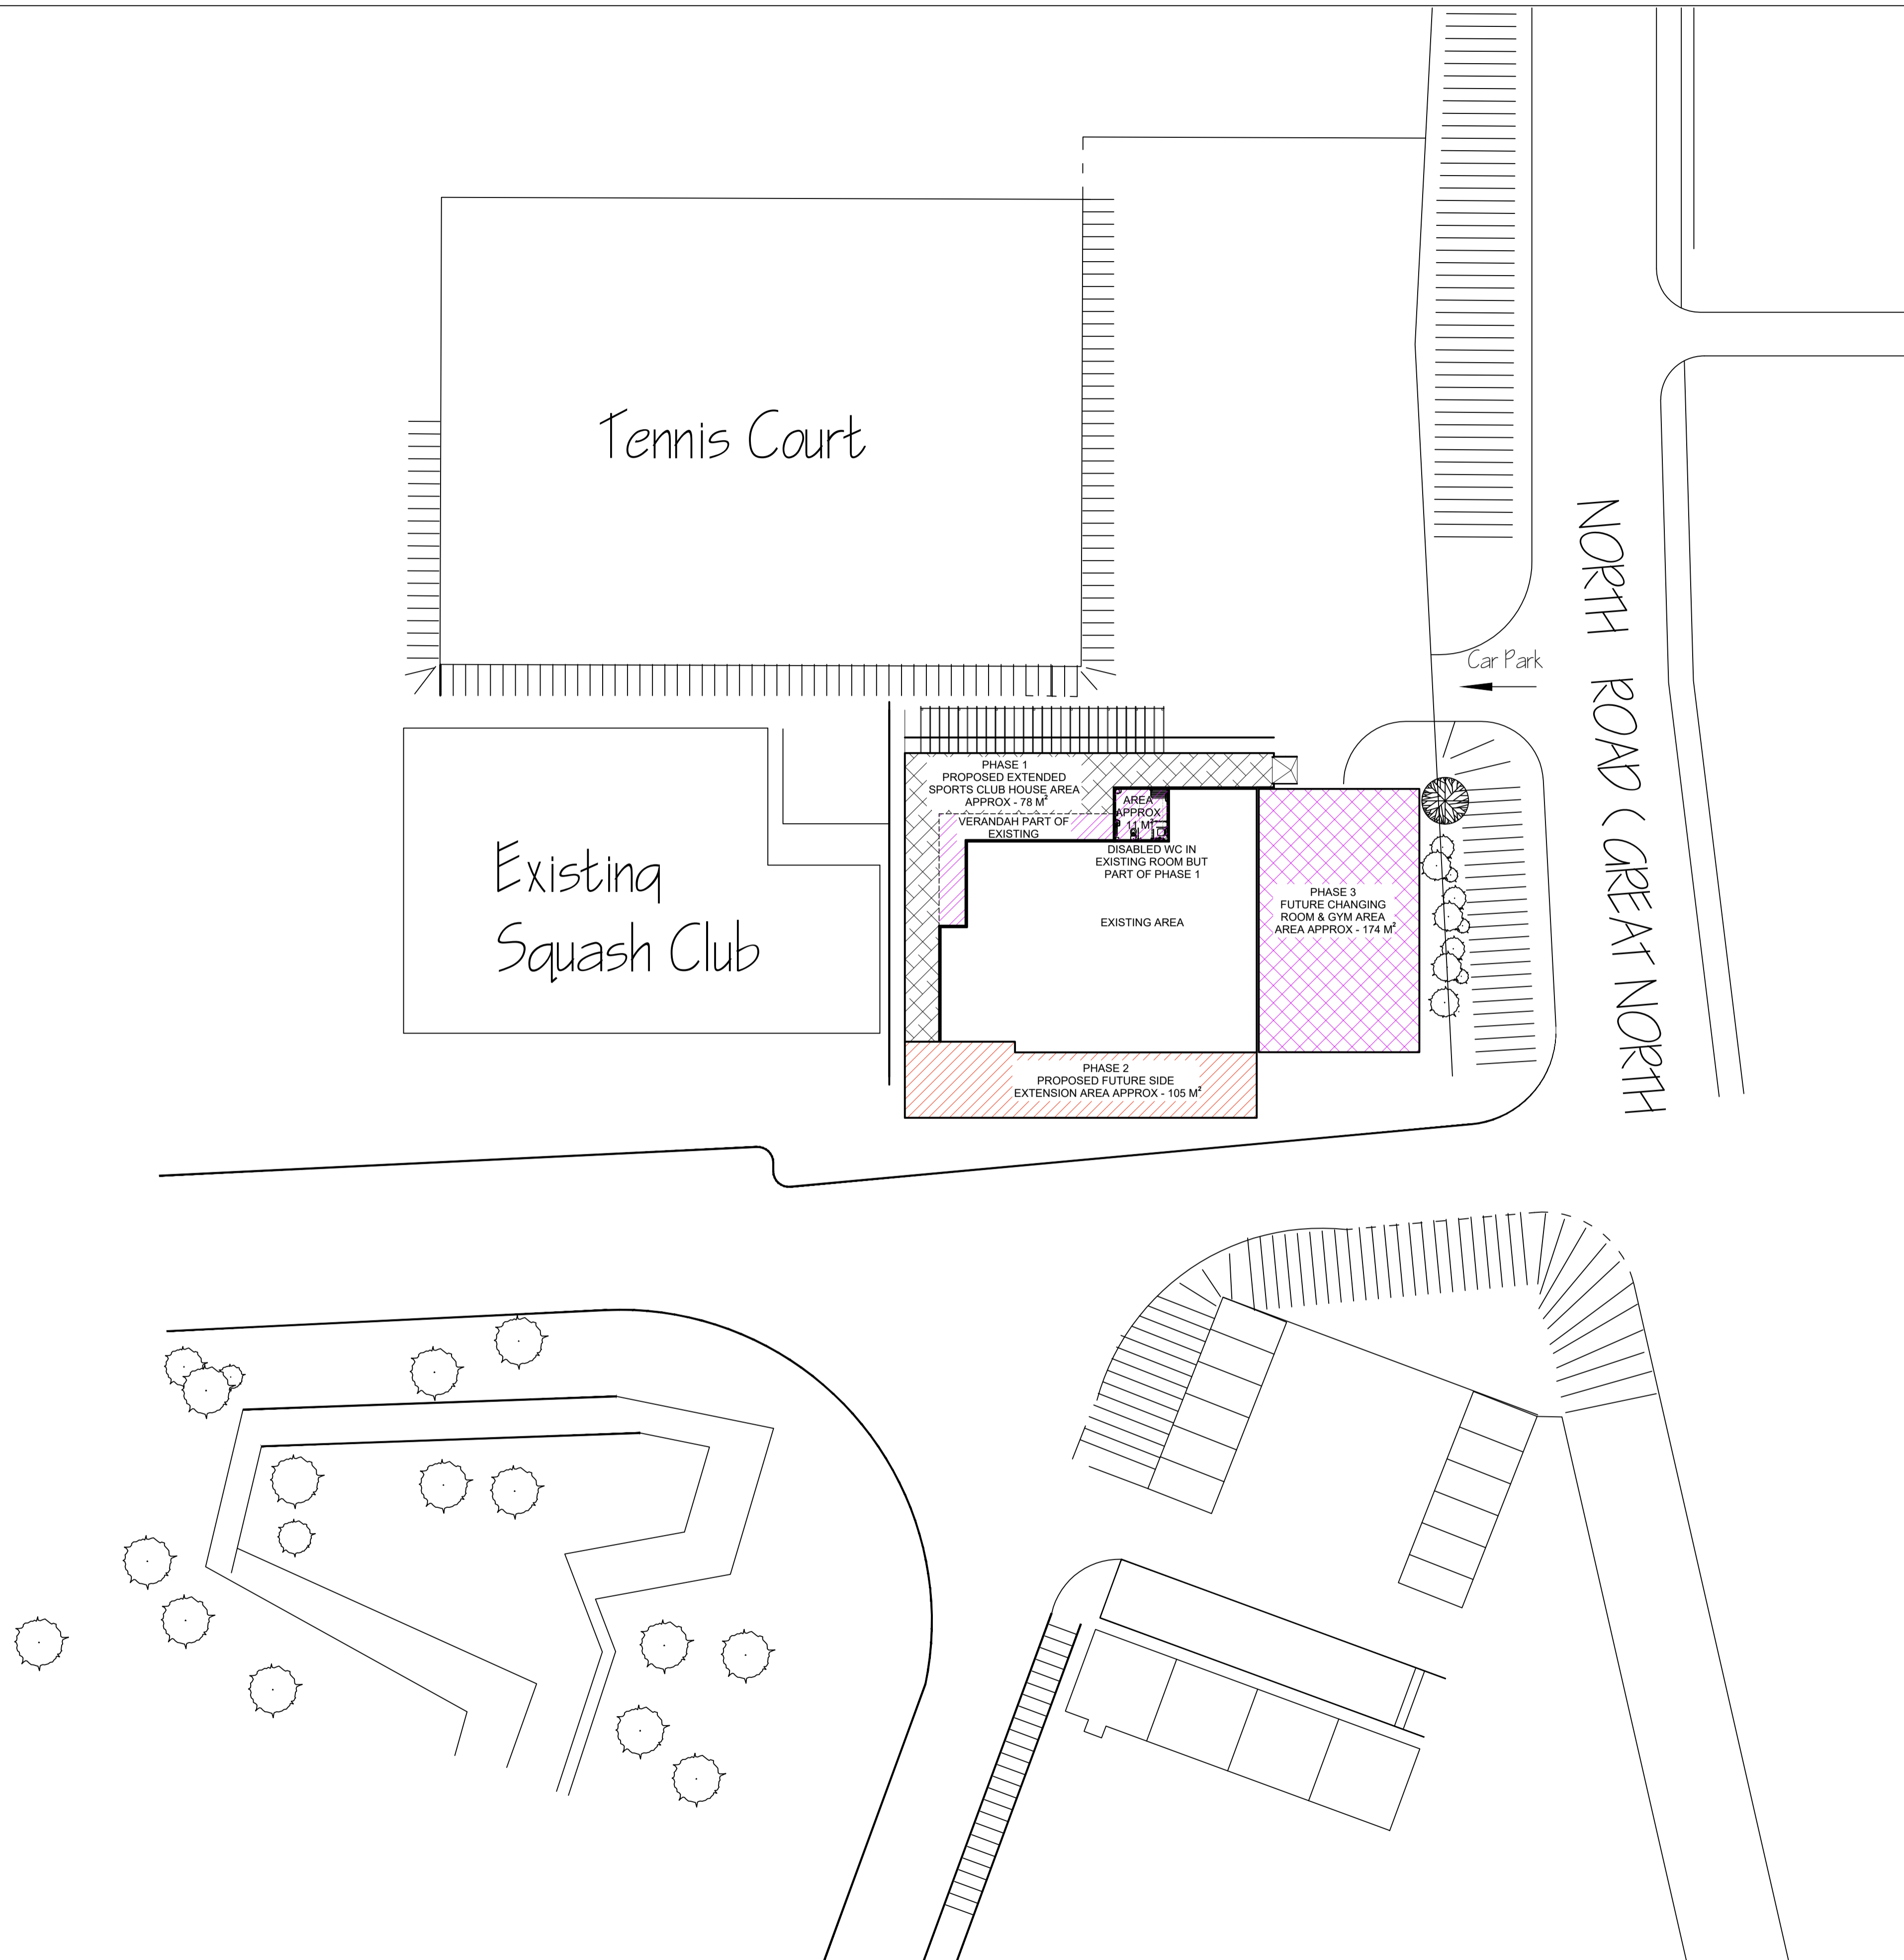 Tennis Court
NORTH ROAD (GREAT NORTH
Car Park
PHASE 1
PROPOSED EXTENDED
SPORTS CLUB HOUSE AREA
APPROX - 78 M²
AREA
APPROX
11 M²
VERANDAH PART OF
EXISTING
DISABLED WC IN
EXISTING ROOM BUT
PART OF PHASE 1
Existing
Squash Club
EXISTING AREA
PHASE 3
FUTURE CHANGING
ROOM & GYM AREA
AREA APPROX - 174 M²
PHASE 2
PROPOSED FUTURE SIDE
EXTENSION AREA APPROX - 105 M²